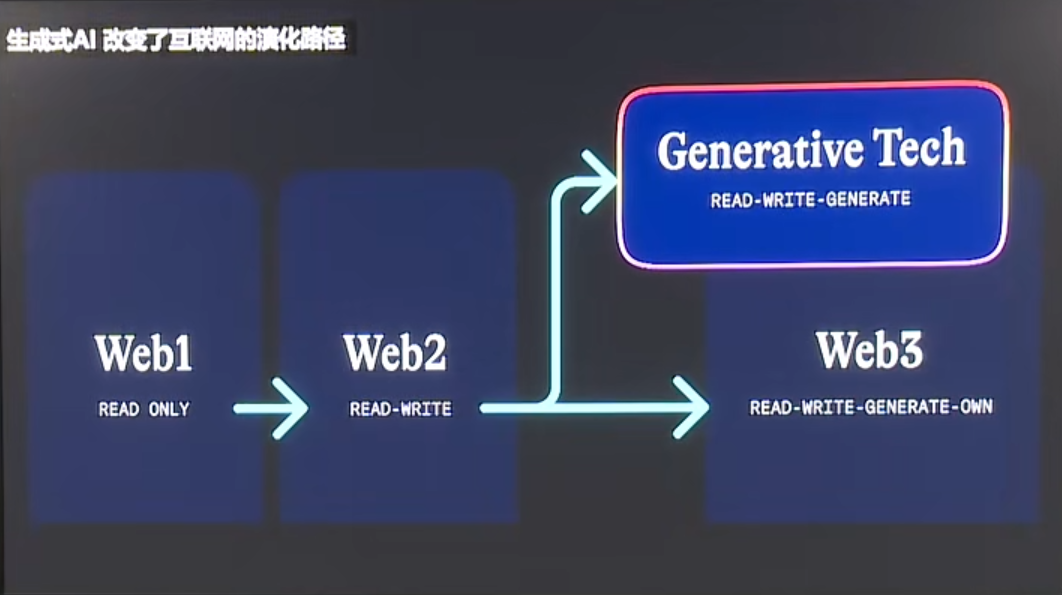 生成式AI 改变了互联网的演化路径
Generative Tech
READ-WRITE-GENERATE
Web1
READ ONLY
Web2
READ-WRITE
Web3
READ-WRITE-GENERATE-OWN